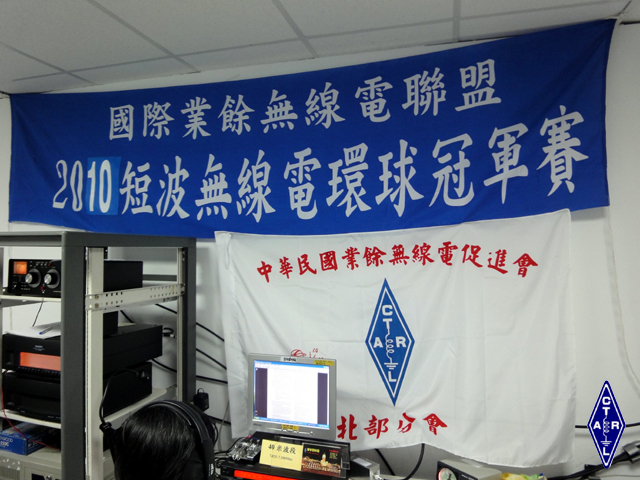 國際業餘無線電聯盟
2010短波無線電環球冠軍賽
中華民國業餘無線電促進會
CTARL
北部分會
CTARL